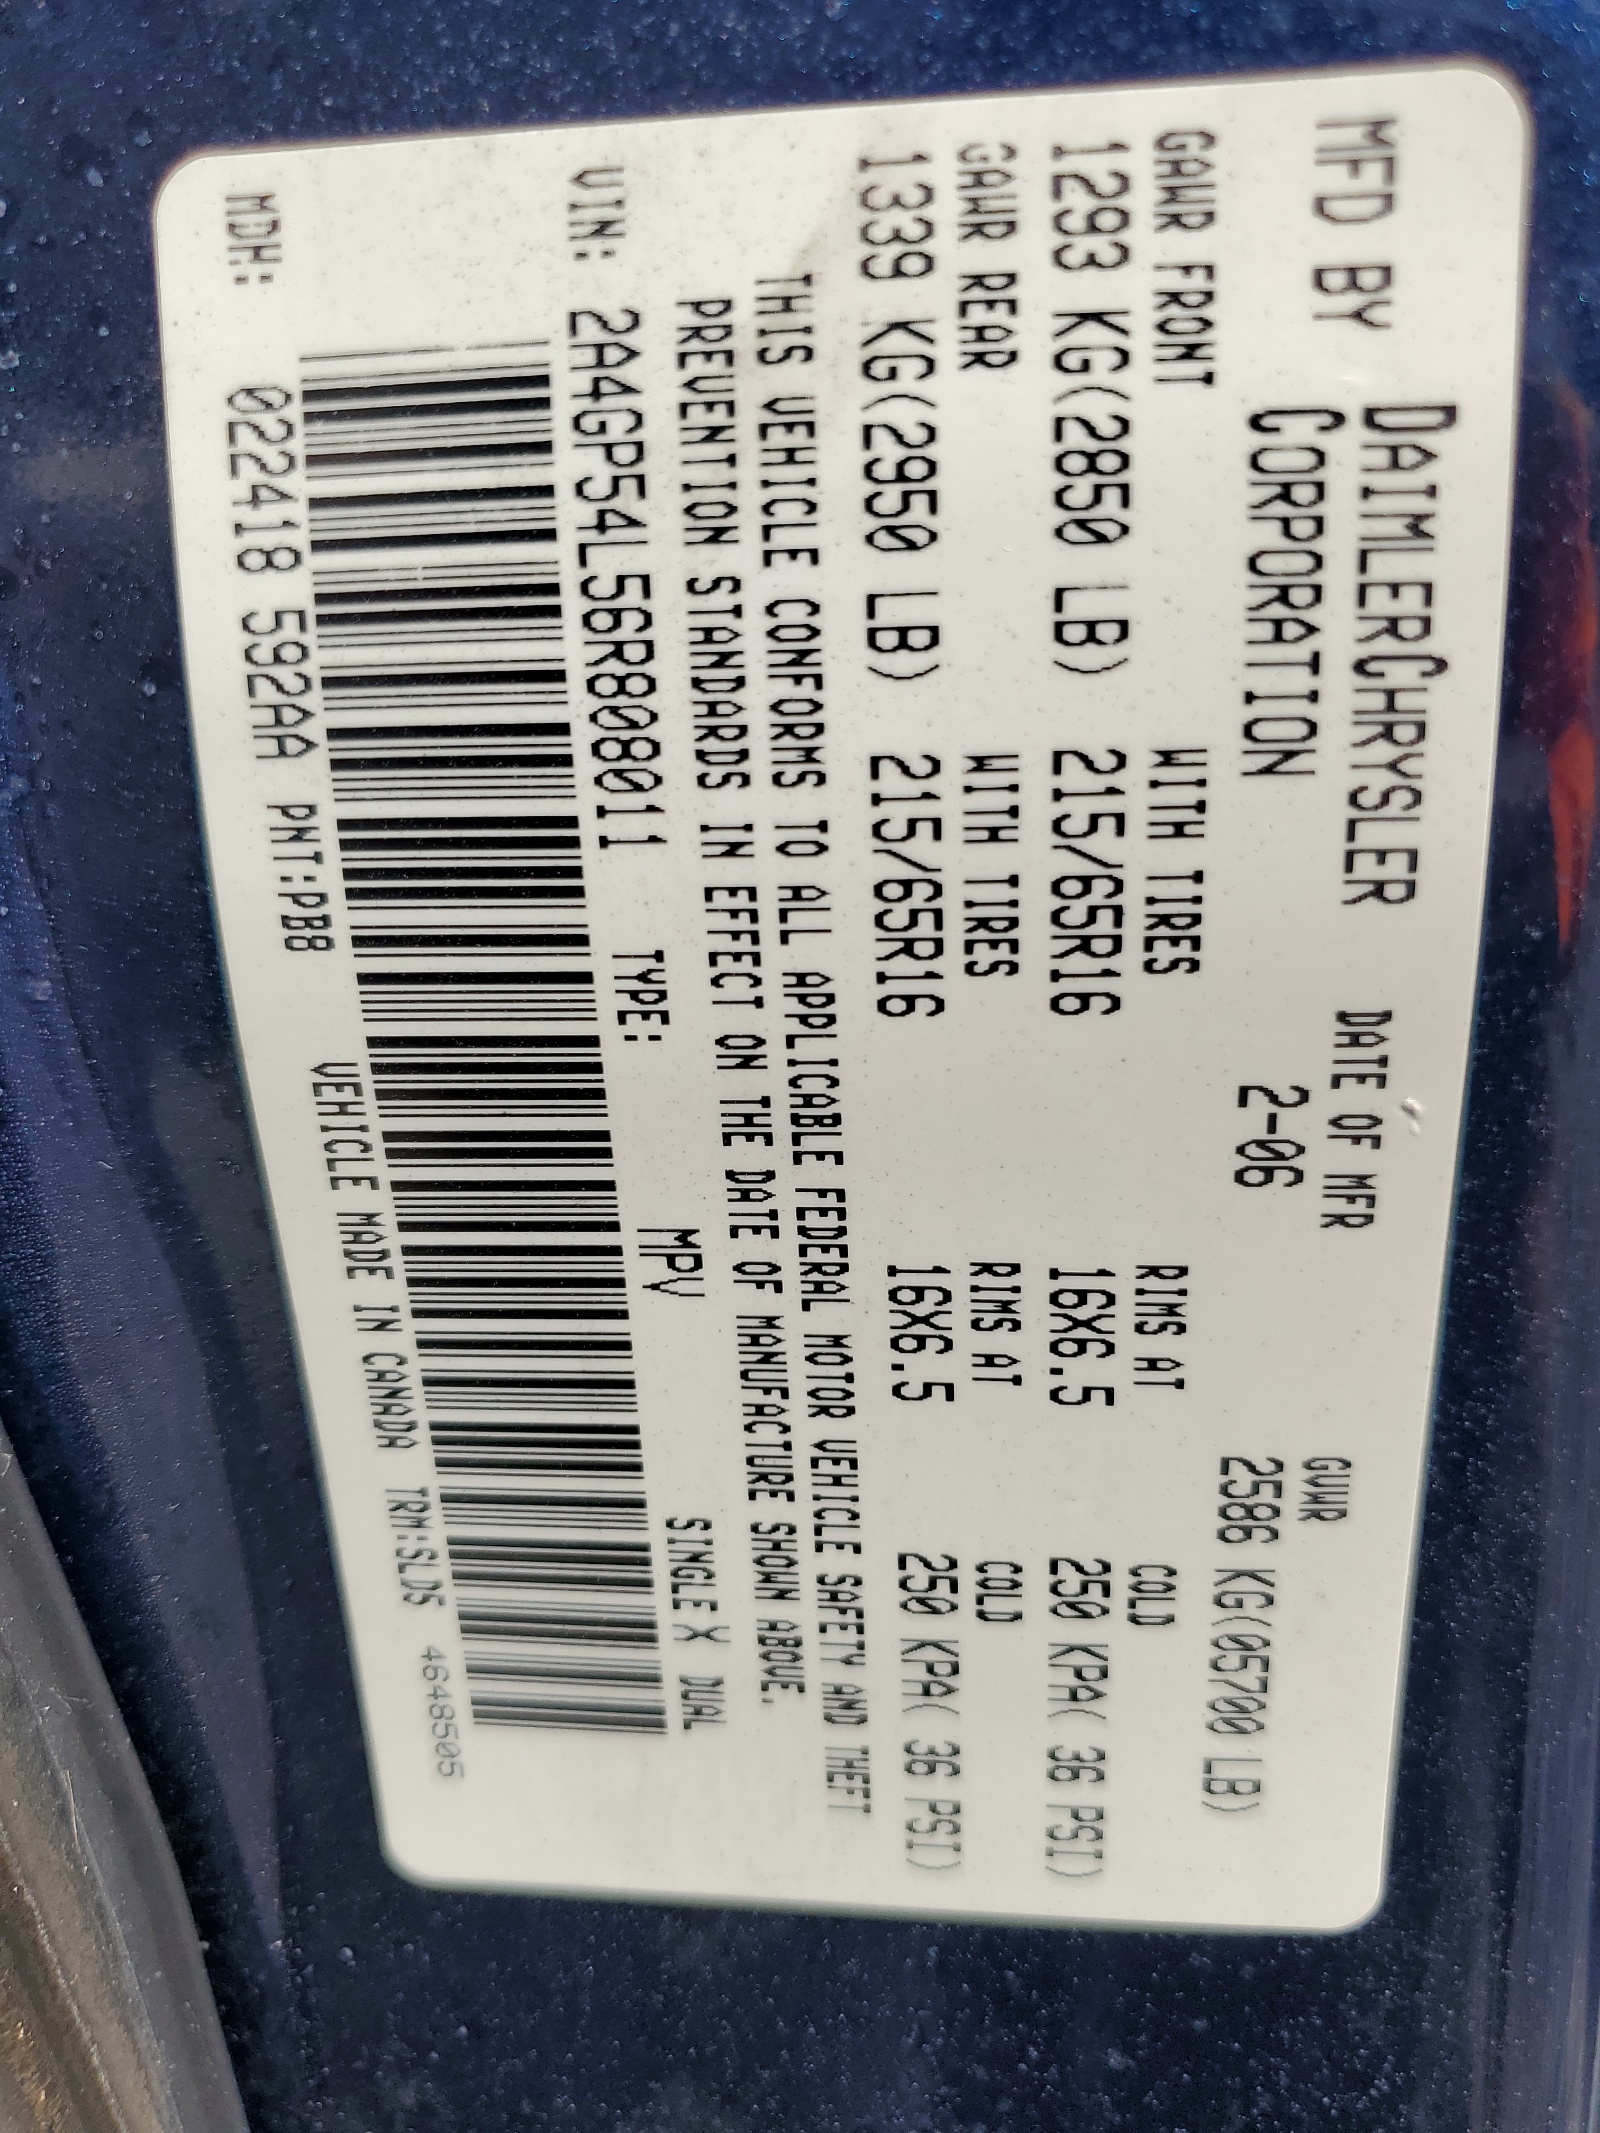 MFD BY DAIMLERCHRYSLER CORPORATION DATE OF MFR 2-06 GVWR 2586 KG(05700 LB)
GAWR FRONT WITH TIRES RIMS AT COLD
1293 KG(2850 LB) 215/65R16 16X6.5 250 KPA( 36 PSI)
GAWR REAR WITH TIRES RIMS AT COLD
1339 KG(2950 LB) 215/65R16 16X6.5 250 KPA( 36 PSI)
THIS VEHICLE CONFORMS TO ALL APPLICABLE FEDERAL MOTOR VEHICLE SAFETY AND THEFT
PREVENTION STANDARDS IN EFFECT ON THE DATE OF MANUFACTURE SHOWN ABOVE.
VIN: 2A4GP54L56R808011 TYPE: MPV SINGLE X DUAL
MDH: 022418 592AA PNT:PB8 VEHICLE MADE IN CANADA TRM:SLD5 4648505